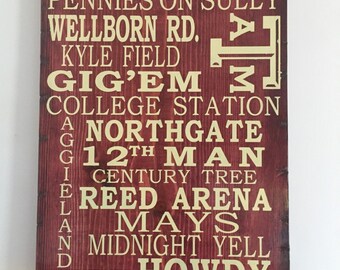 PENNIES ON SULLY
WELLBORN RD.
KYLE FIELD
ATM
GIG'EM
COLLEGE STATION
AGGIELAND
NORTHGATE
12TH MAN
CENTURY TREE
REED ARENA
MAYS
MIDNIGHT YELL
HOWDY